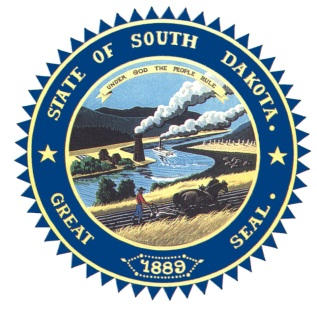 STATE OF SOUTH DAKOTA.
UNDER GOD THE PEOPLE RULE
GREAT SEAL.
1889